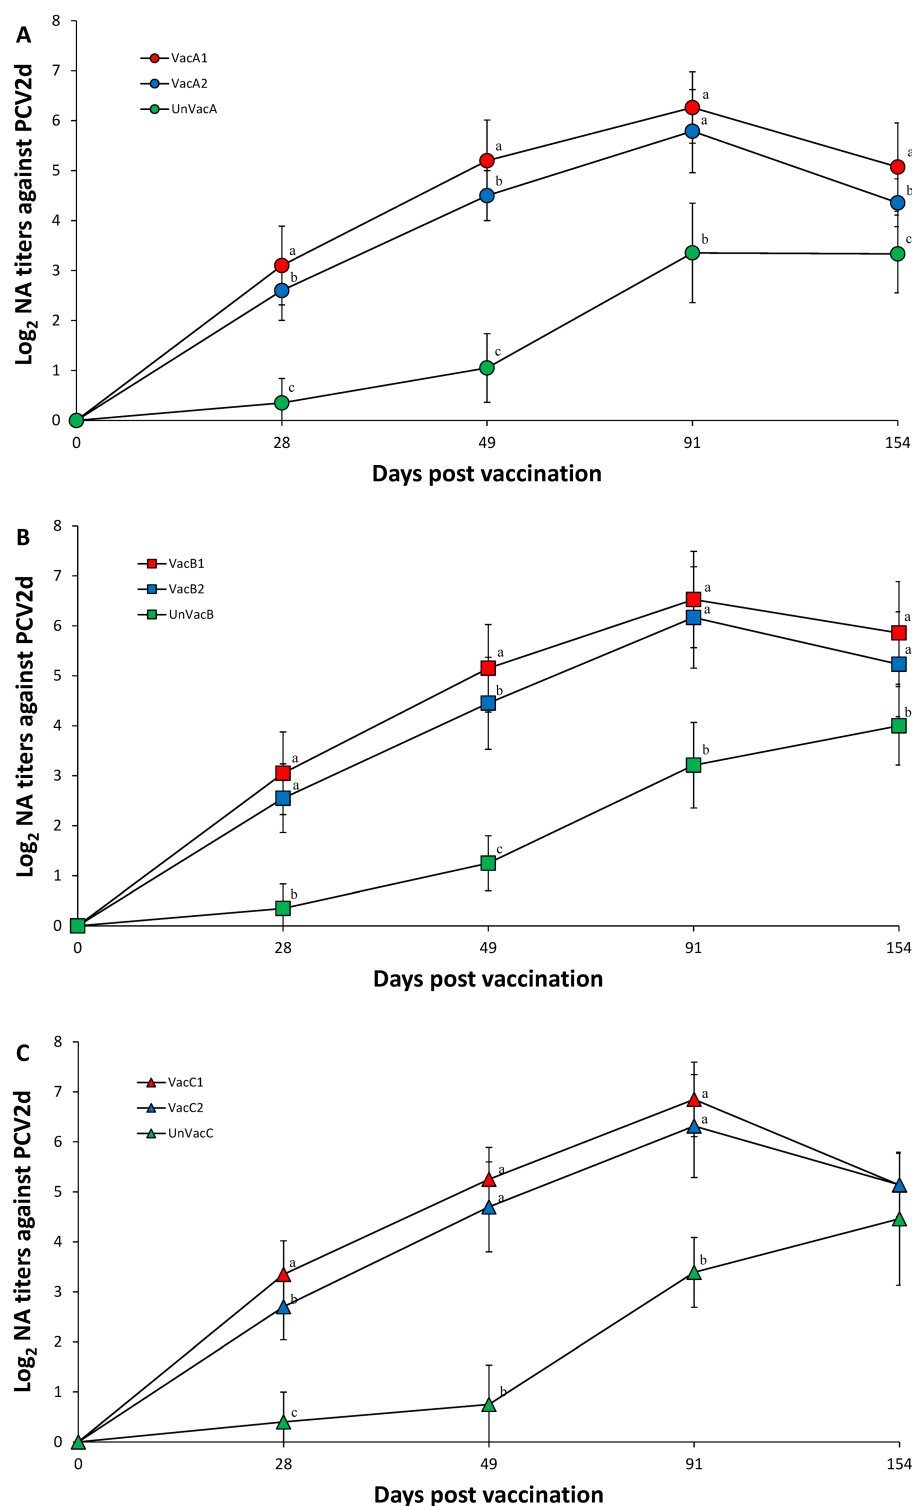 A
8
7
6
5
4
3
2
1
0
Log2 NA titers against PCV2d
VacA1
VacA2
UnVacA
a
b
c
a
b
c
a
a
b
a
b
c
0 28 49 91 154
Days post vaccination
B
8
7
6
5
4
3
2
1
0
Log2 NA titers against PCV2d
VacB1
VacB2
UnVacB
a
a
b
a
b
c
a
a
b
a
a
b
0 28 49 91 154
Days post vaccination
C
8
7
6
5
4
3
2
1
0
Log2 NA titers against PCV2d
VacC1
VacC2
UnVacC
a
b
c
a
a
b
a
a
b
0 28 49 91 154
Days post vaccination